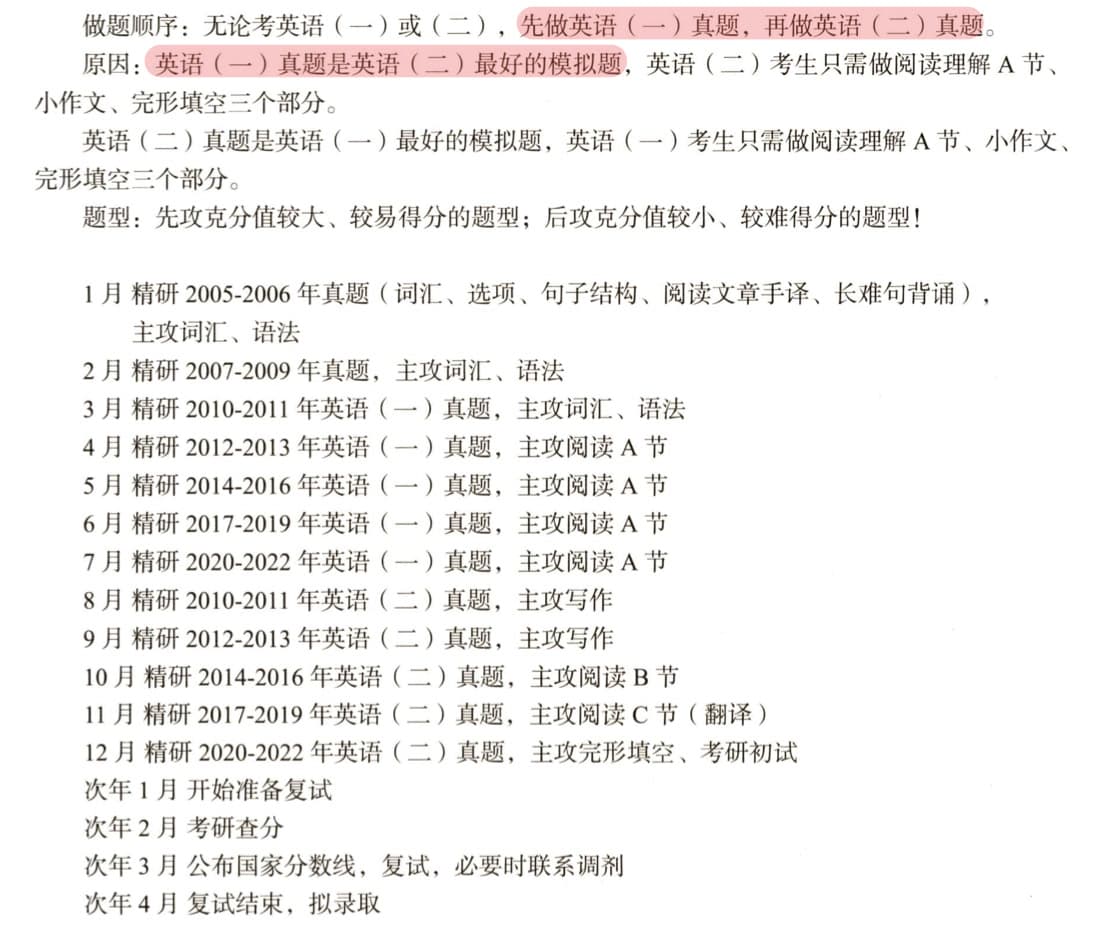 做题顺序：无论考英语（一）或（二），先做英语（一）真题，再做英语（二）真题。
原因：英语（一）真题是英语（二）最好的模拟题，英语（二）考生只需做阅读理解 A 节、
小作文、完形填空三个部分。
英语（二）真题是英语（一）最好的模拟题，英语（一）考生只需做阅读理解 A 节、小作文、
完形填空三个部分。
题型：先攻克分值较大、较易得分的题型；后攻克分值较小、较难得分的题型！
1 月 精研 2005-2006 年真题（词汇、选项、句子结构、阅读文章手译、长难句背诵），
主攻词汇、语法
2 月 精研 2007-2009 年真题，主攻词汇、语法
3 月 精研 2010-2011 年英语（一）真题，主攻词汇、语法
4 月 精研 2012-2013 年英语（一）真题，主攻阅读 A 节
5 月 精研 2014-2016 年英语（一）真题，主攻阅读 A 节
6 月 精研 2017-2019 年英语（一）真题，主攻阅读 A 节
7 月 精研 2020-2022 年英语（一）真题，主攻阅读 A 节
8 月 精研 2010-2011 年英语（二）真题，主攻写作
9 月 精研 2012-2013 年英语（二）真题，主攻写作
10 月 精研 2014-2016 年英语（二）真题，主攻阅读 B 节
11 月 精研 2017-2019 年英语（二）真题，主攻阅读 C 节（翻译）
12 月 精研 2020-2022 年英语（二）真题，主攻完形填空、考研初试
次年 1 月 开始准备复试
次年 2 月 考研查分
次年 3 月 公布国家分数线，复试，必要时联系调剂
次年 4 月 复试结束，拟录取